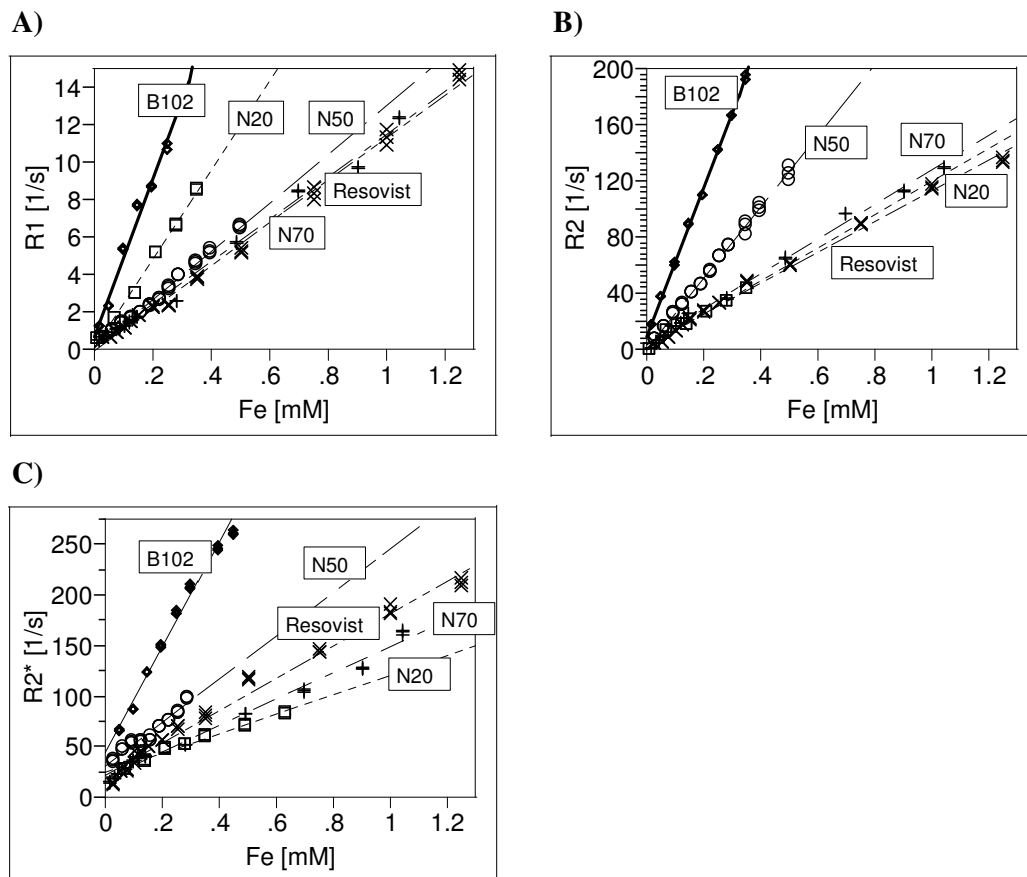 A)
R1 [1/s]
14
12
10
8
6
4
2
0
B102
N20
N50
Resovist
N70
0 .2 .4 .6 .8 1 1.2
Fe [mM]
B)
R2 [1/s]
200
160
120
80
40
0
B102
N50
N70
N20
Resovist
0 .2 .4 .6 .8 1 1.2
Fe [mM]
C)
R2* [1/s]
250
200
150
100
50
0
B102
N50
Resovist
N70
N20
0 .2 .4 .6 .8 1 1.2
Fe [mM]